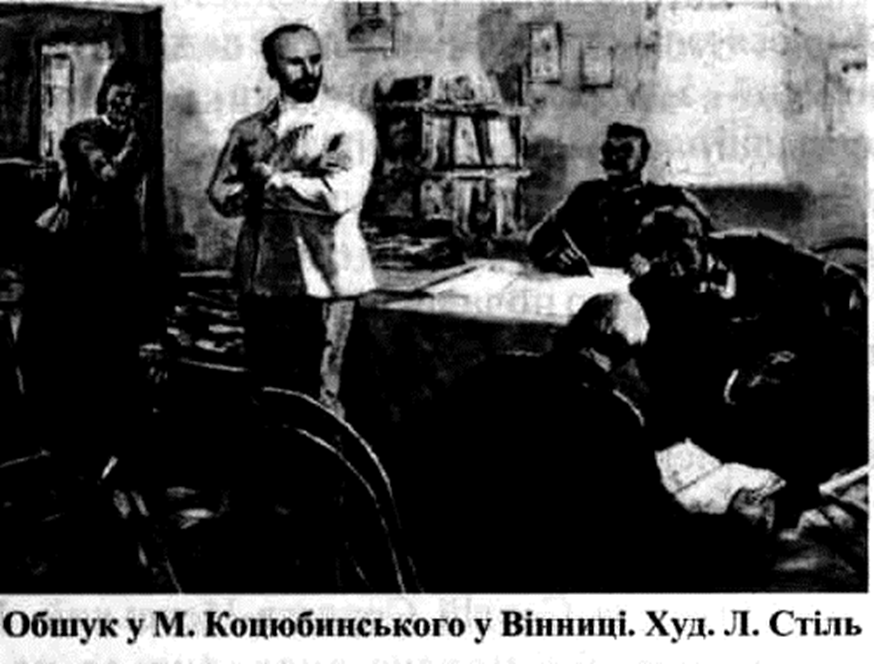 Обшук у М. Коцюбинського у Вінниці. Худ. Л. Стіль